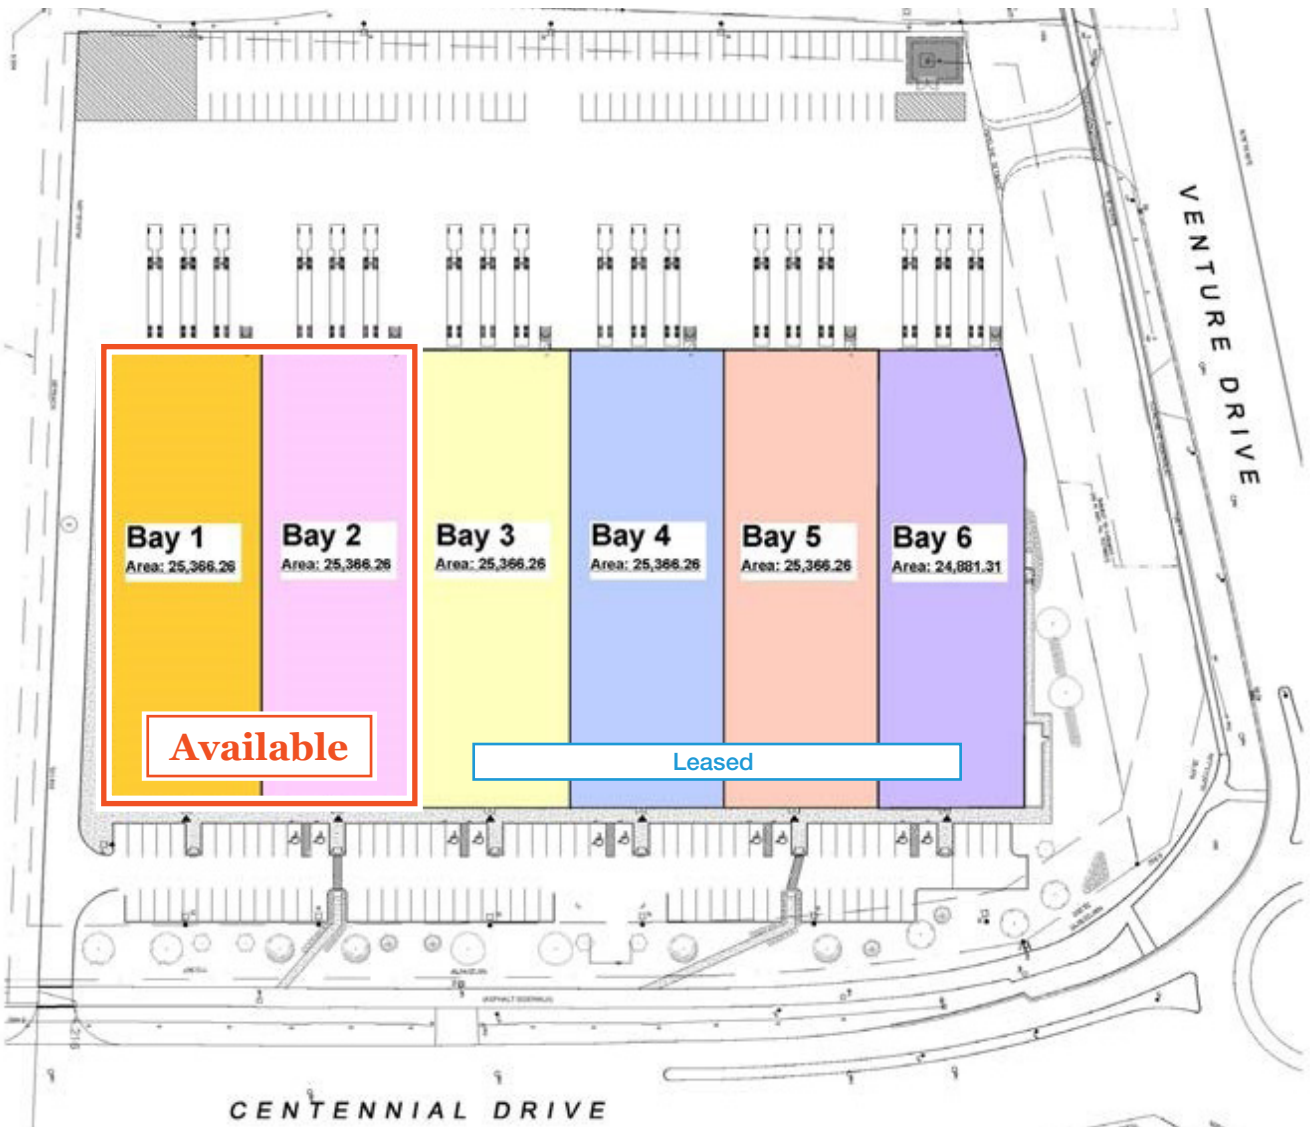 VENTURE DRIVE
Bay 1
Area: 25,366.26
Bay 2
Area: 25,366.26
Bay 3
Area: 25,366.26
Bay 4
Area: 25,366.26
Bay 5
Area: 25,366.26
Bay 6
Area: 24,881.31
Available
Leased
(ASPHALT SIDEWALK)
CENTENNIAL DRIVE